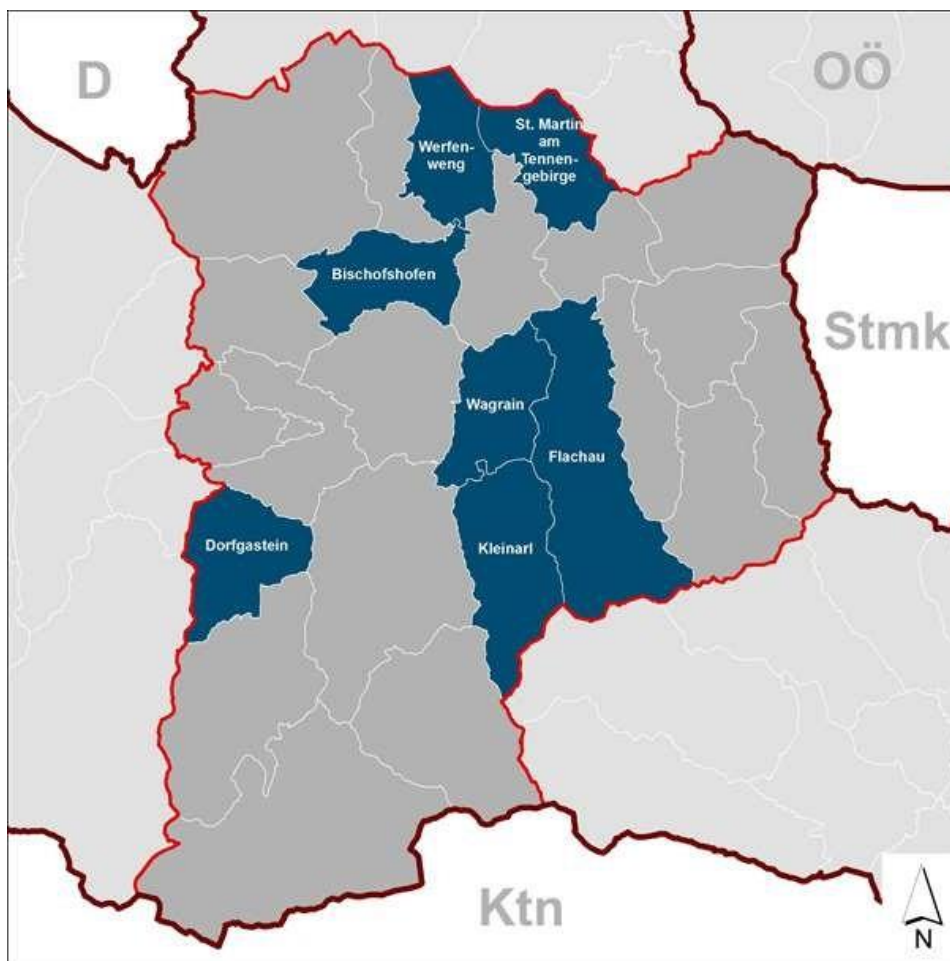 D
OÖ
Werfen-
weng
St. Martin
am
Tennen-
gebirge
Bischofshofen
Stmk
Wagrain
Flachau
Dorfgastein
Kleinarl
Ktn
N